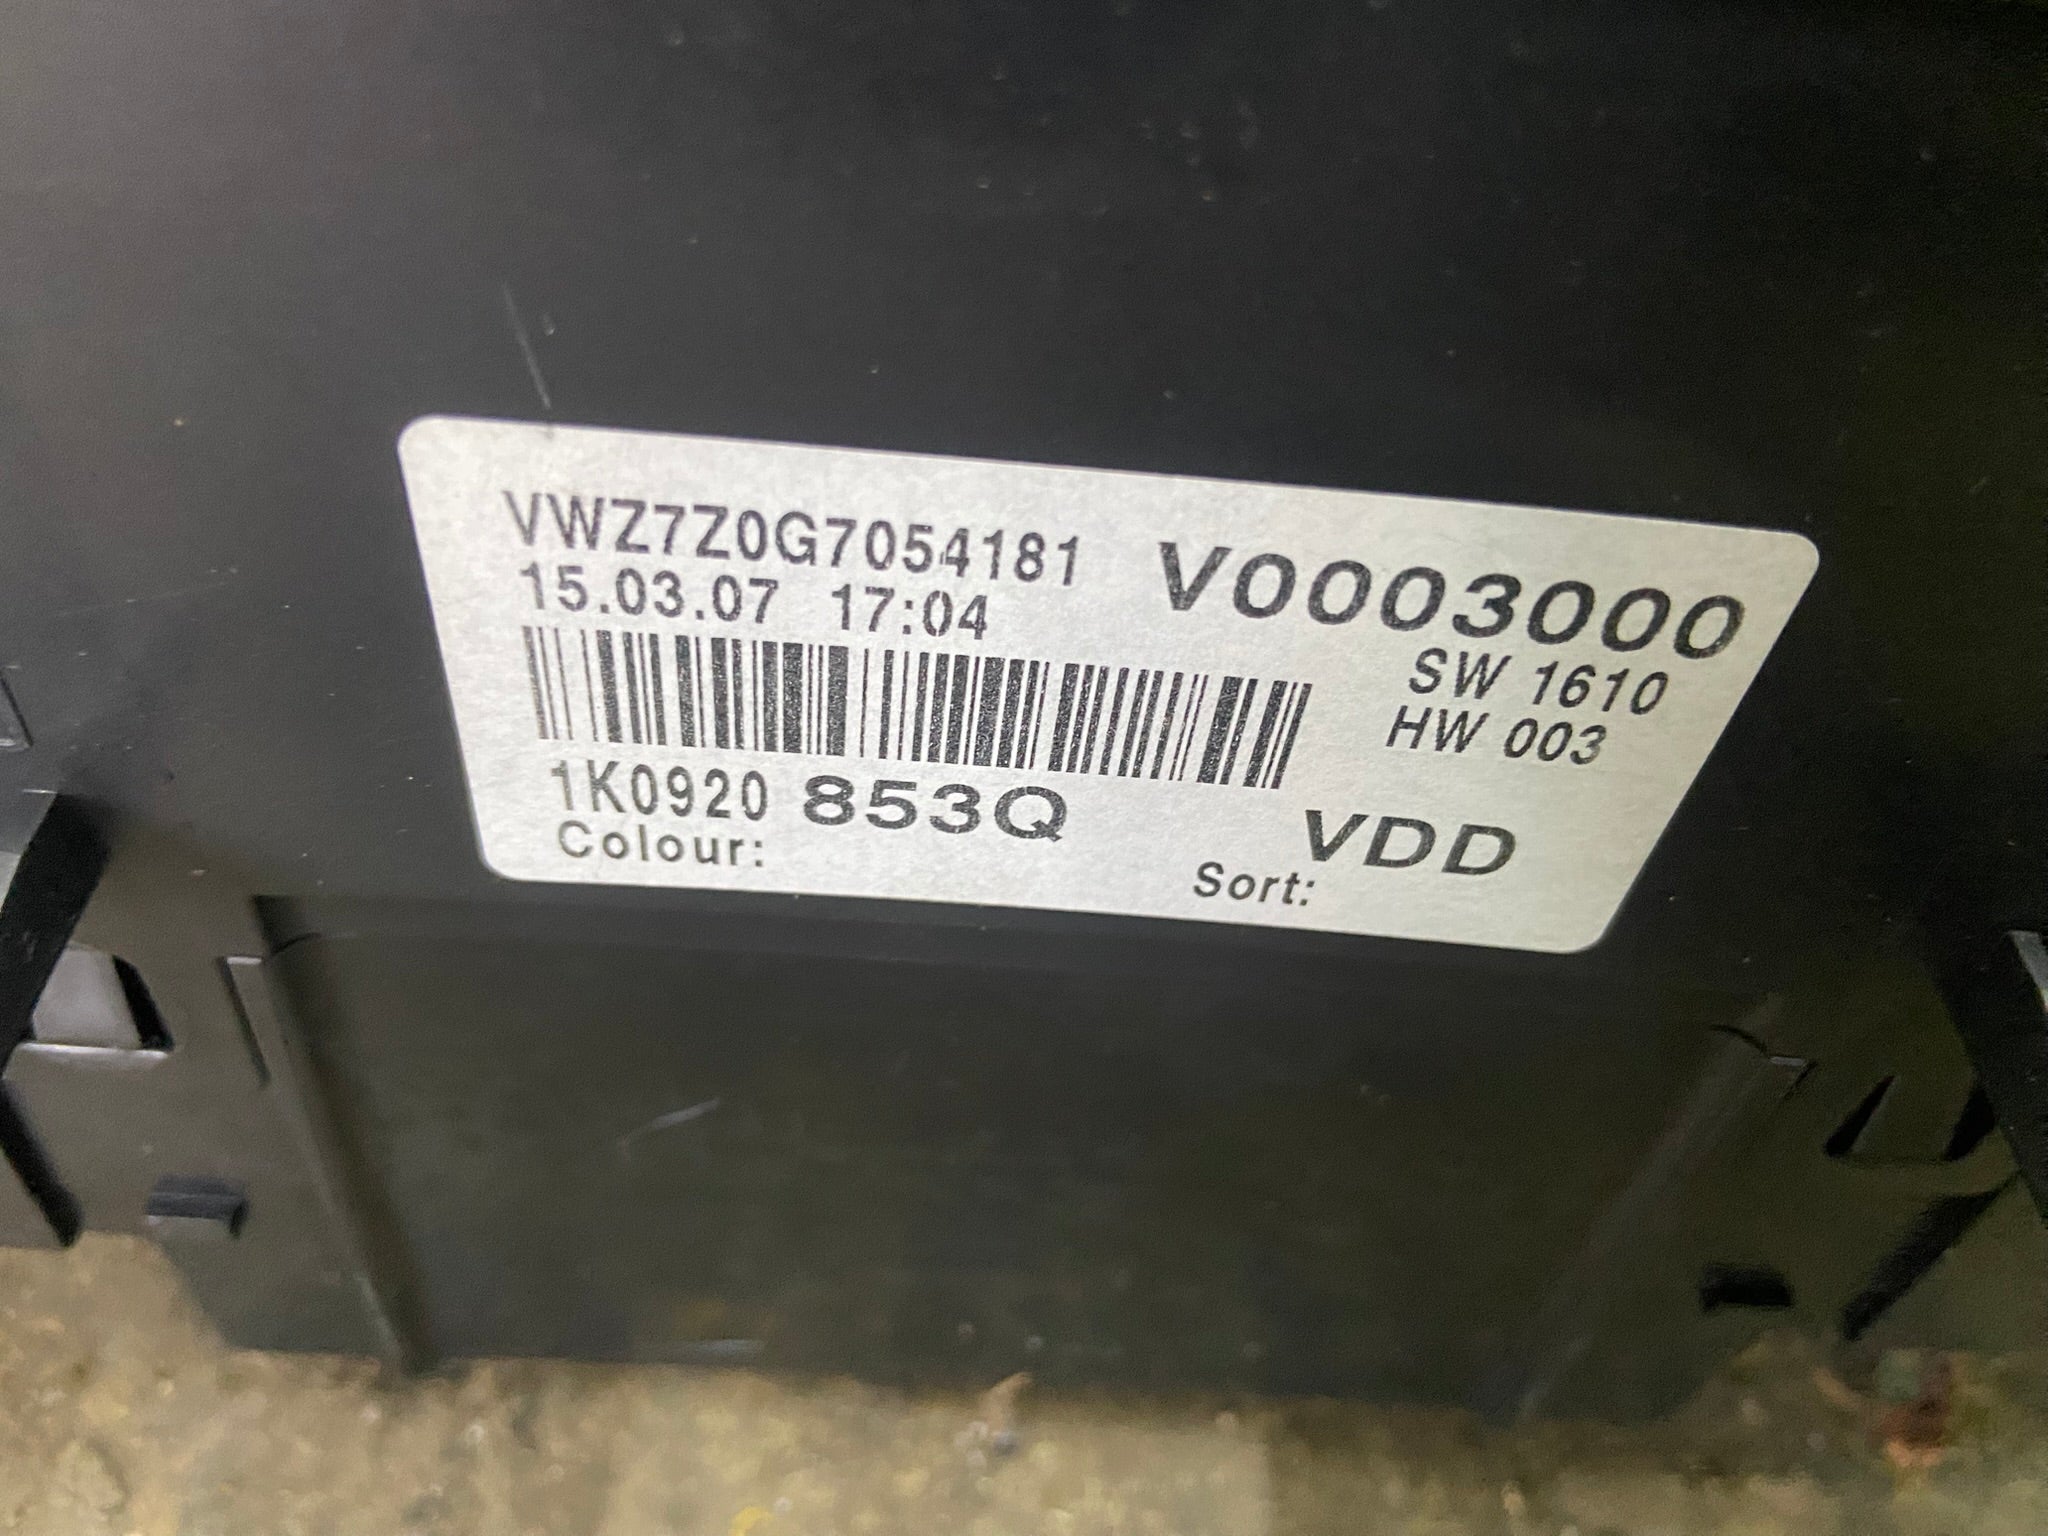 VWZ7Z0G7054181
15.03.07 17:04
V0003000
SW 1610
HW 003
1K0920 853Q
VDD
Colour:
Sort: